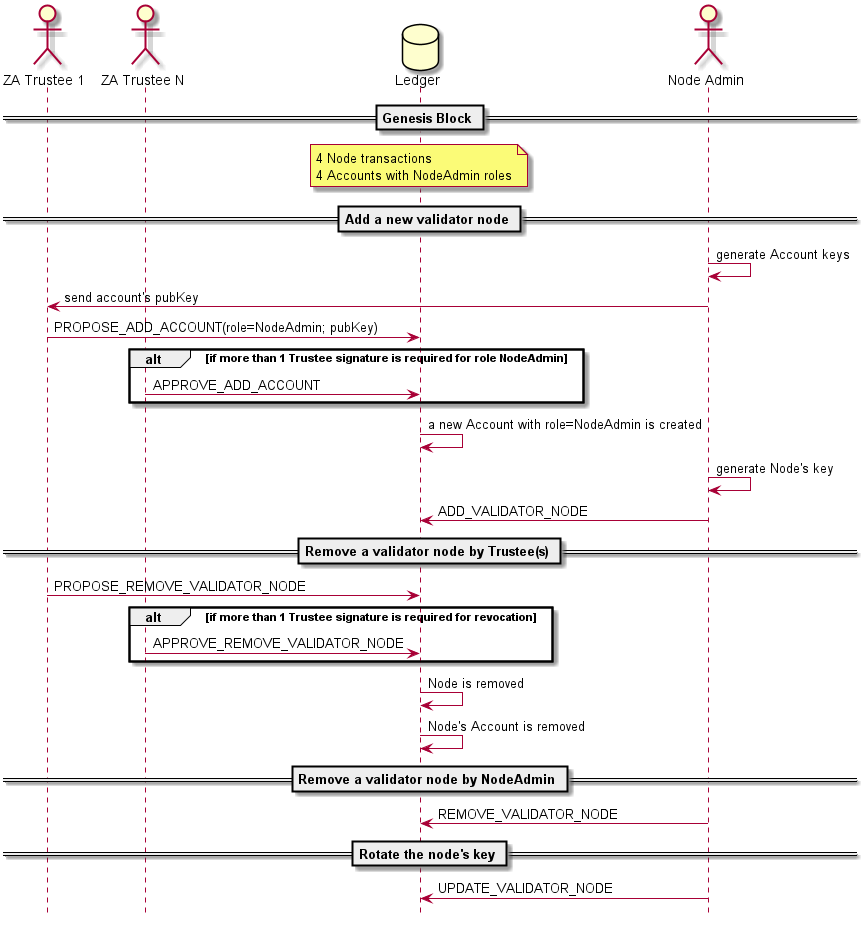 ZA Trustee 1
ZA Trustee N
Ledger
Node Admin
Genesis Block
4 Node transactions
4 Accounts with NodeAdmin roles
Add a new validator node
generate Account keys
send account's pubKey
PROPOSE_ADD_ACCOUNT(role=NodeAdmin; pubKey)
alt [if more than 1 Trustee signature is required for role NodeAdmin]
APPROVE_ADD_ACCOUNT
a new Account with role=NodeAdmin is created
generate Node's key
ADD_VALIDATOR_NODE
Remove a validator node by Trustee(s)
PROPOSE_REMOVE_VALIDATOR_NODE
alt [if more than 1 Trustee signature is required for revocation]
APPROVE_REMOVE_VALIDATOR_NODE
Node is removed
Node's Account is removed
Remove a validator node by NodeAdmin
REMOVE_VALIDATOR_NODE
Rotate the node's key
UPDATE_VALIDATOR_NODE